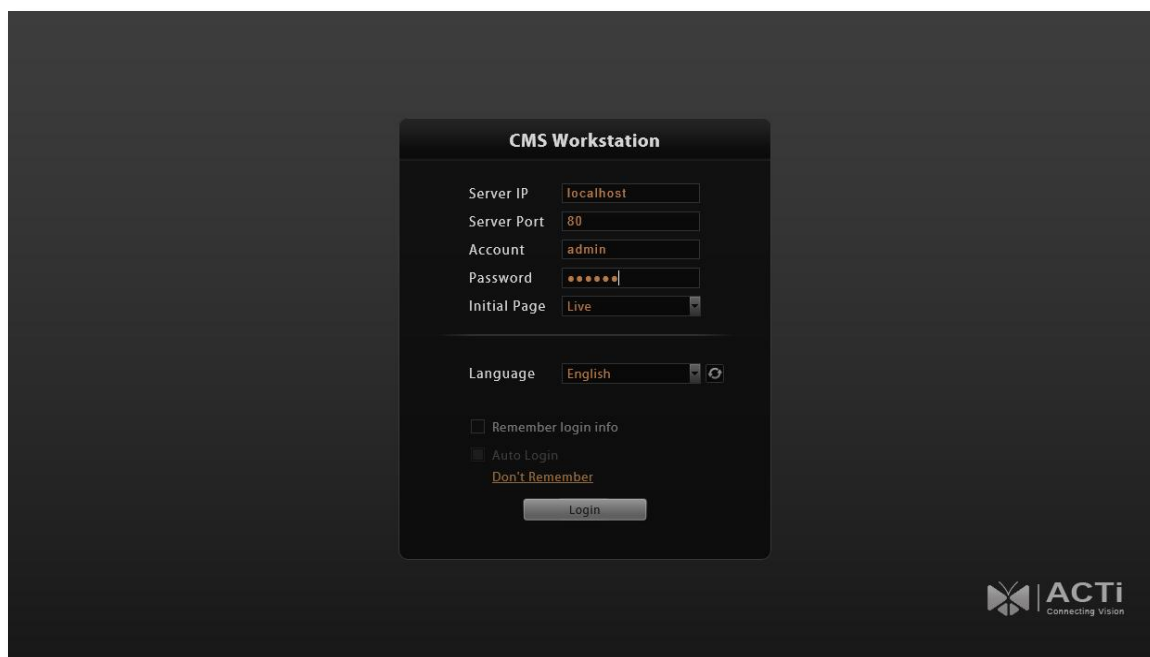 CMS Workstation
Server IP localhost
Server Port 80
Account admin
Password ••••••
Initial Page Live
Language English
Remember login info
Auto Login
Don't Remember
Login
ACTi
Connecting Vision